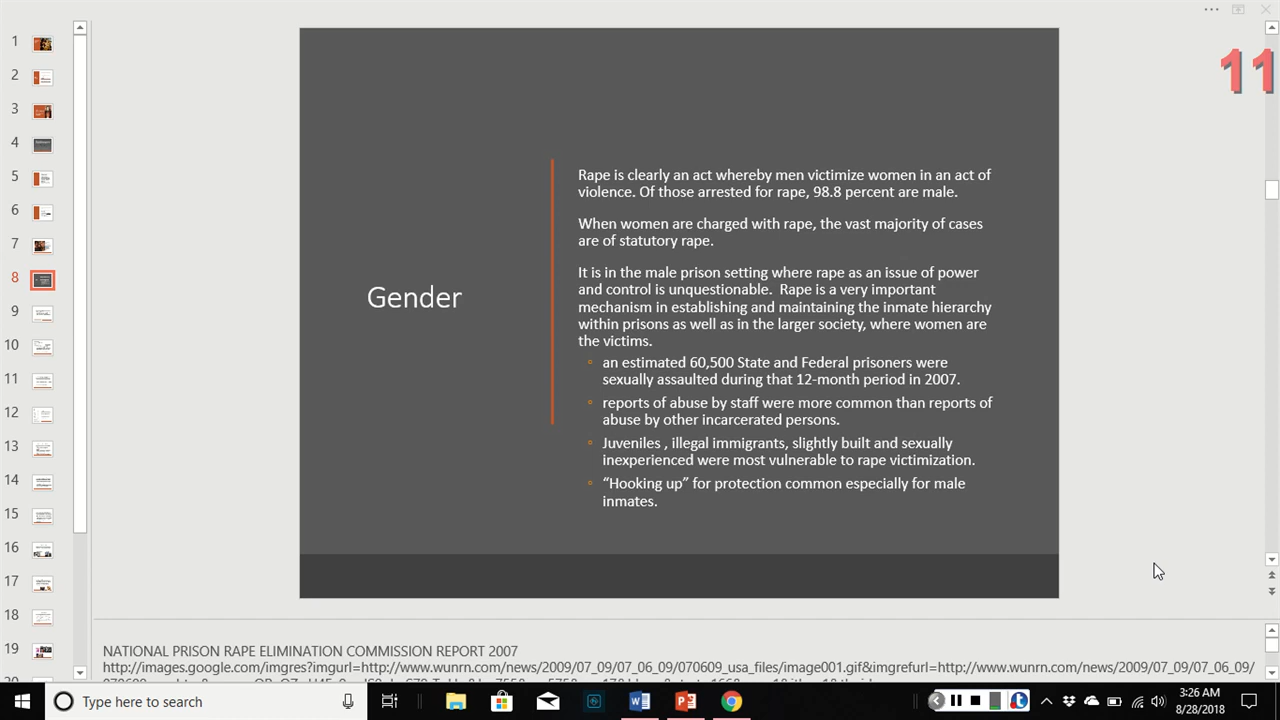 11
1
2
3
4
5
6
7
8
9
10
11
12
13
14
15
16
17
18
19
Gender
Rape is clearly an act whereby men victimize women in an act of
violence. Of those arrested for rape, 98.8 percent are male.
When women are charged with rape, the vast majority of cases
are of statutory rape.
It is in the male prison setting where rape as an issue of power
and control is unquestionable. Rape is a very important
mechanism in establishing and maintaining the inmate hierarchy
within prisons as well as in the larger society, where women are
the victims.
an estimated 60,500 State and Federal prisoners were
sexually assaulted during that 12-month period in 2007.
reports of abuse by staff were more common than reports of
abuse by other incarcerated persons.
Juveniles , illegal immigrants, slightly built and sexually
inexperienced were most vulnerable to rape victimization.
“Hooking up” for protection common especially for male
inmates.
NATIONAL PRISON RAPE ELIMINATION COMMISSION REPORT 2007
http://images.google.com/imgres?imgurl=http://www.wunrn.com/news/2009/07_09/07_06_09/070609_usa_files/image001.gif&imgrefurl=http://www.wunrn.com/news/2009/07_09/07_06_09/
Type here to search
3:26 AM
8/28/2018